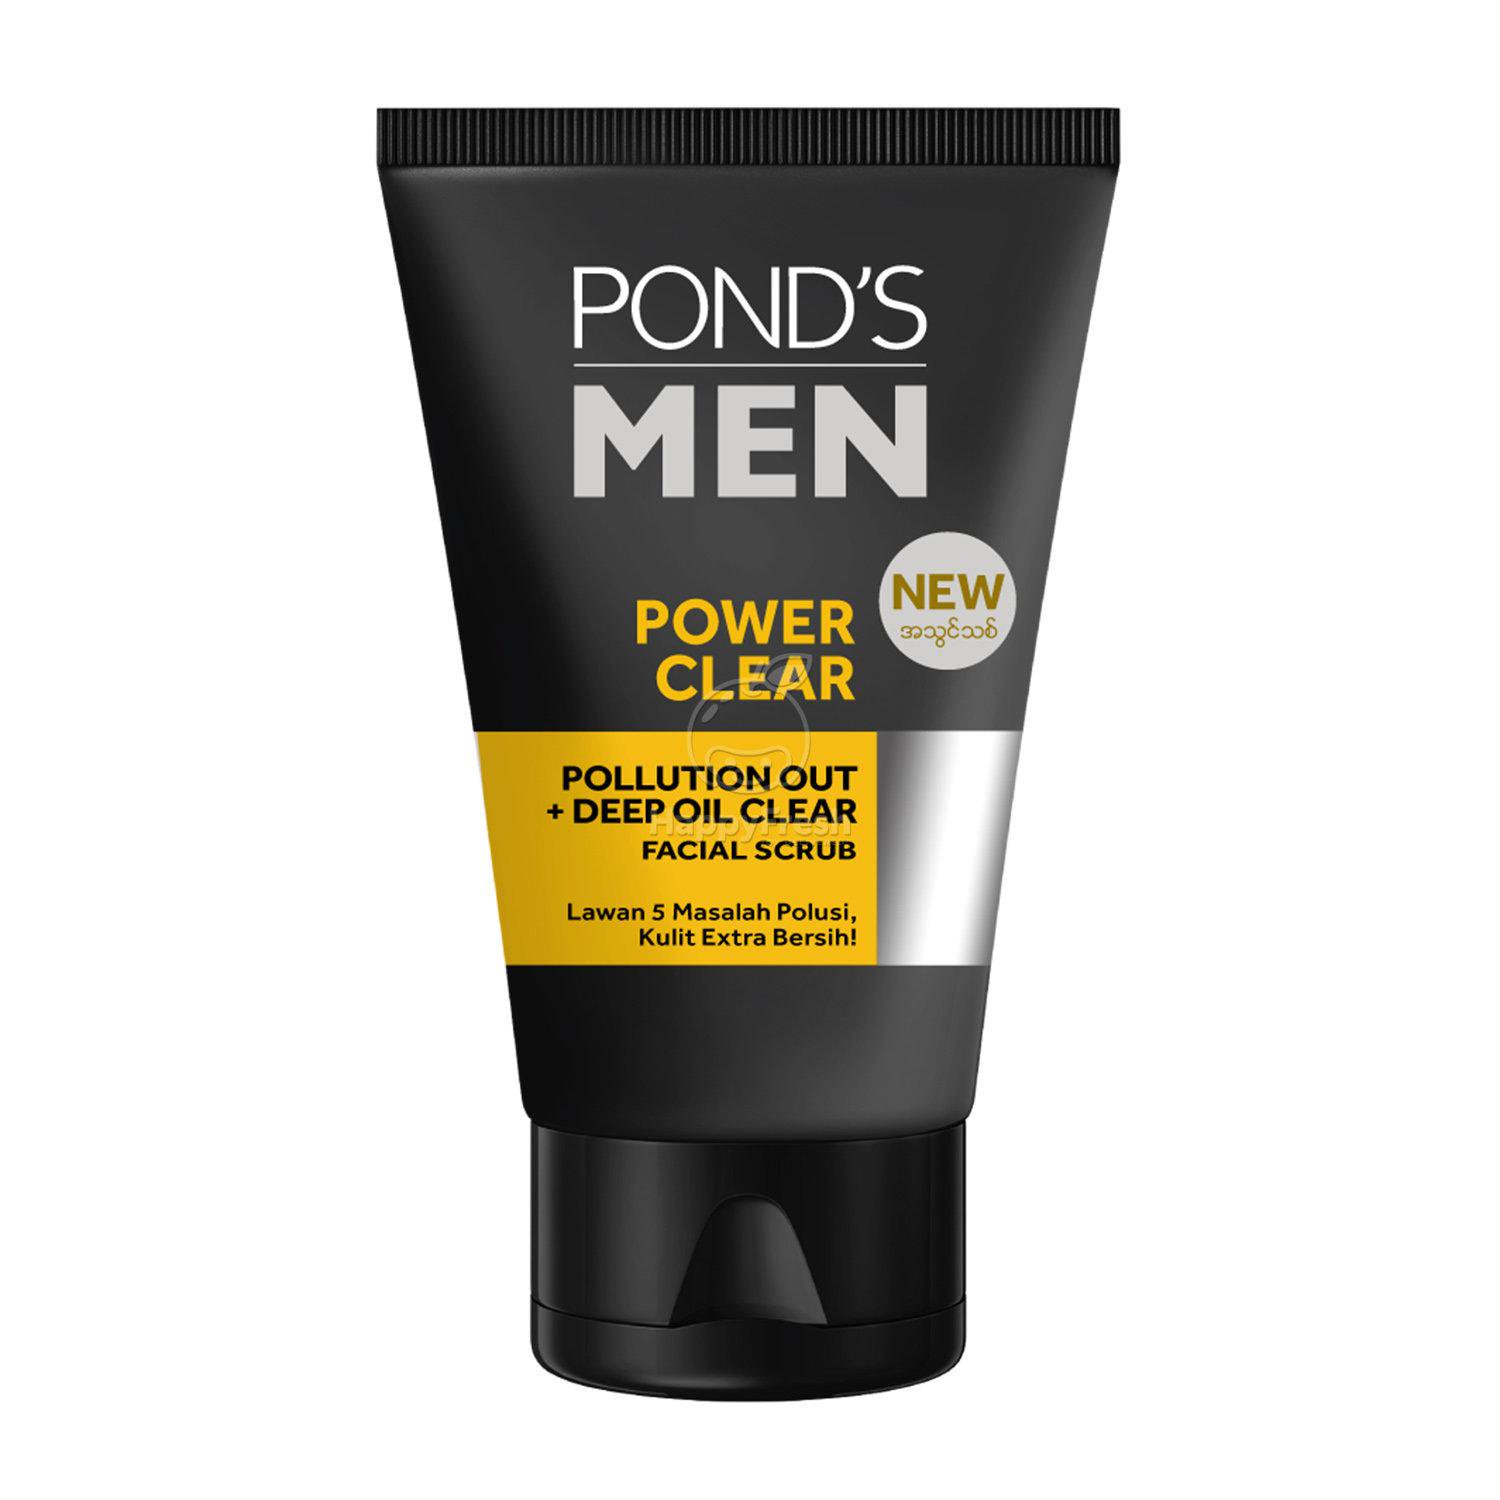 POND'S
MEN
NEW
အသွင်သစ်
POWER
CLEAR
POLLUTION OUT
+ DEEP OIL CLEAR
FACIAL SCRUB
HappyFresh
Lawan 5 Masalah Polusi,
Kulit Extra Bersih!